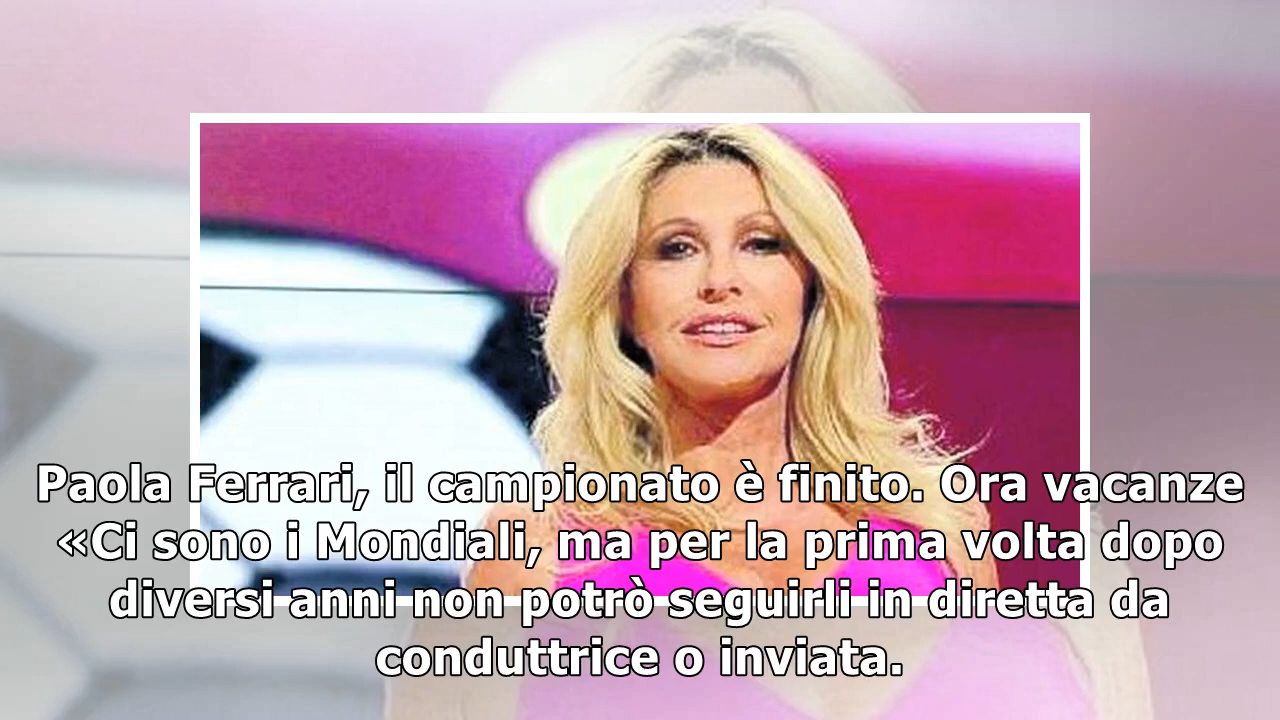 Paola Ferrari, il campionato è finito. Ora vacanze
«Ci sono i Mondiali, ma per la prima volta dopo
diversi anni non potrò seguirli in diretta da
conduttrice o inviata.